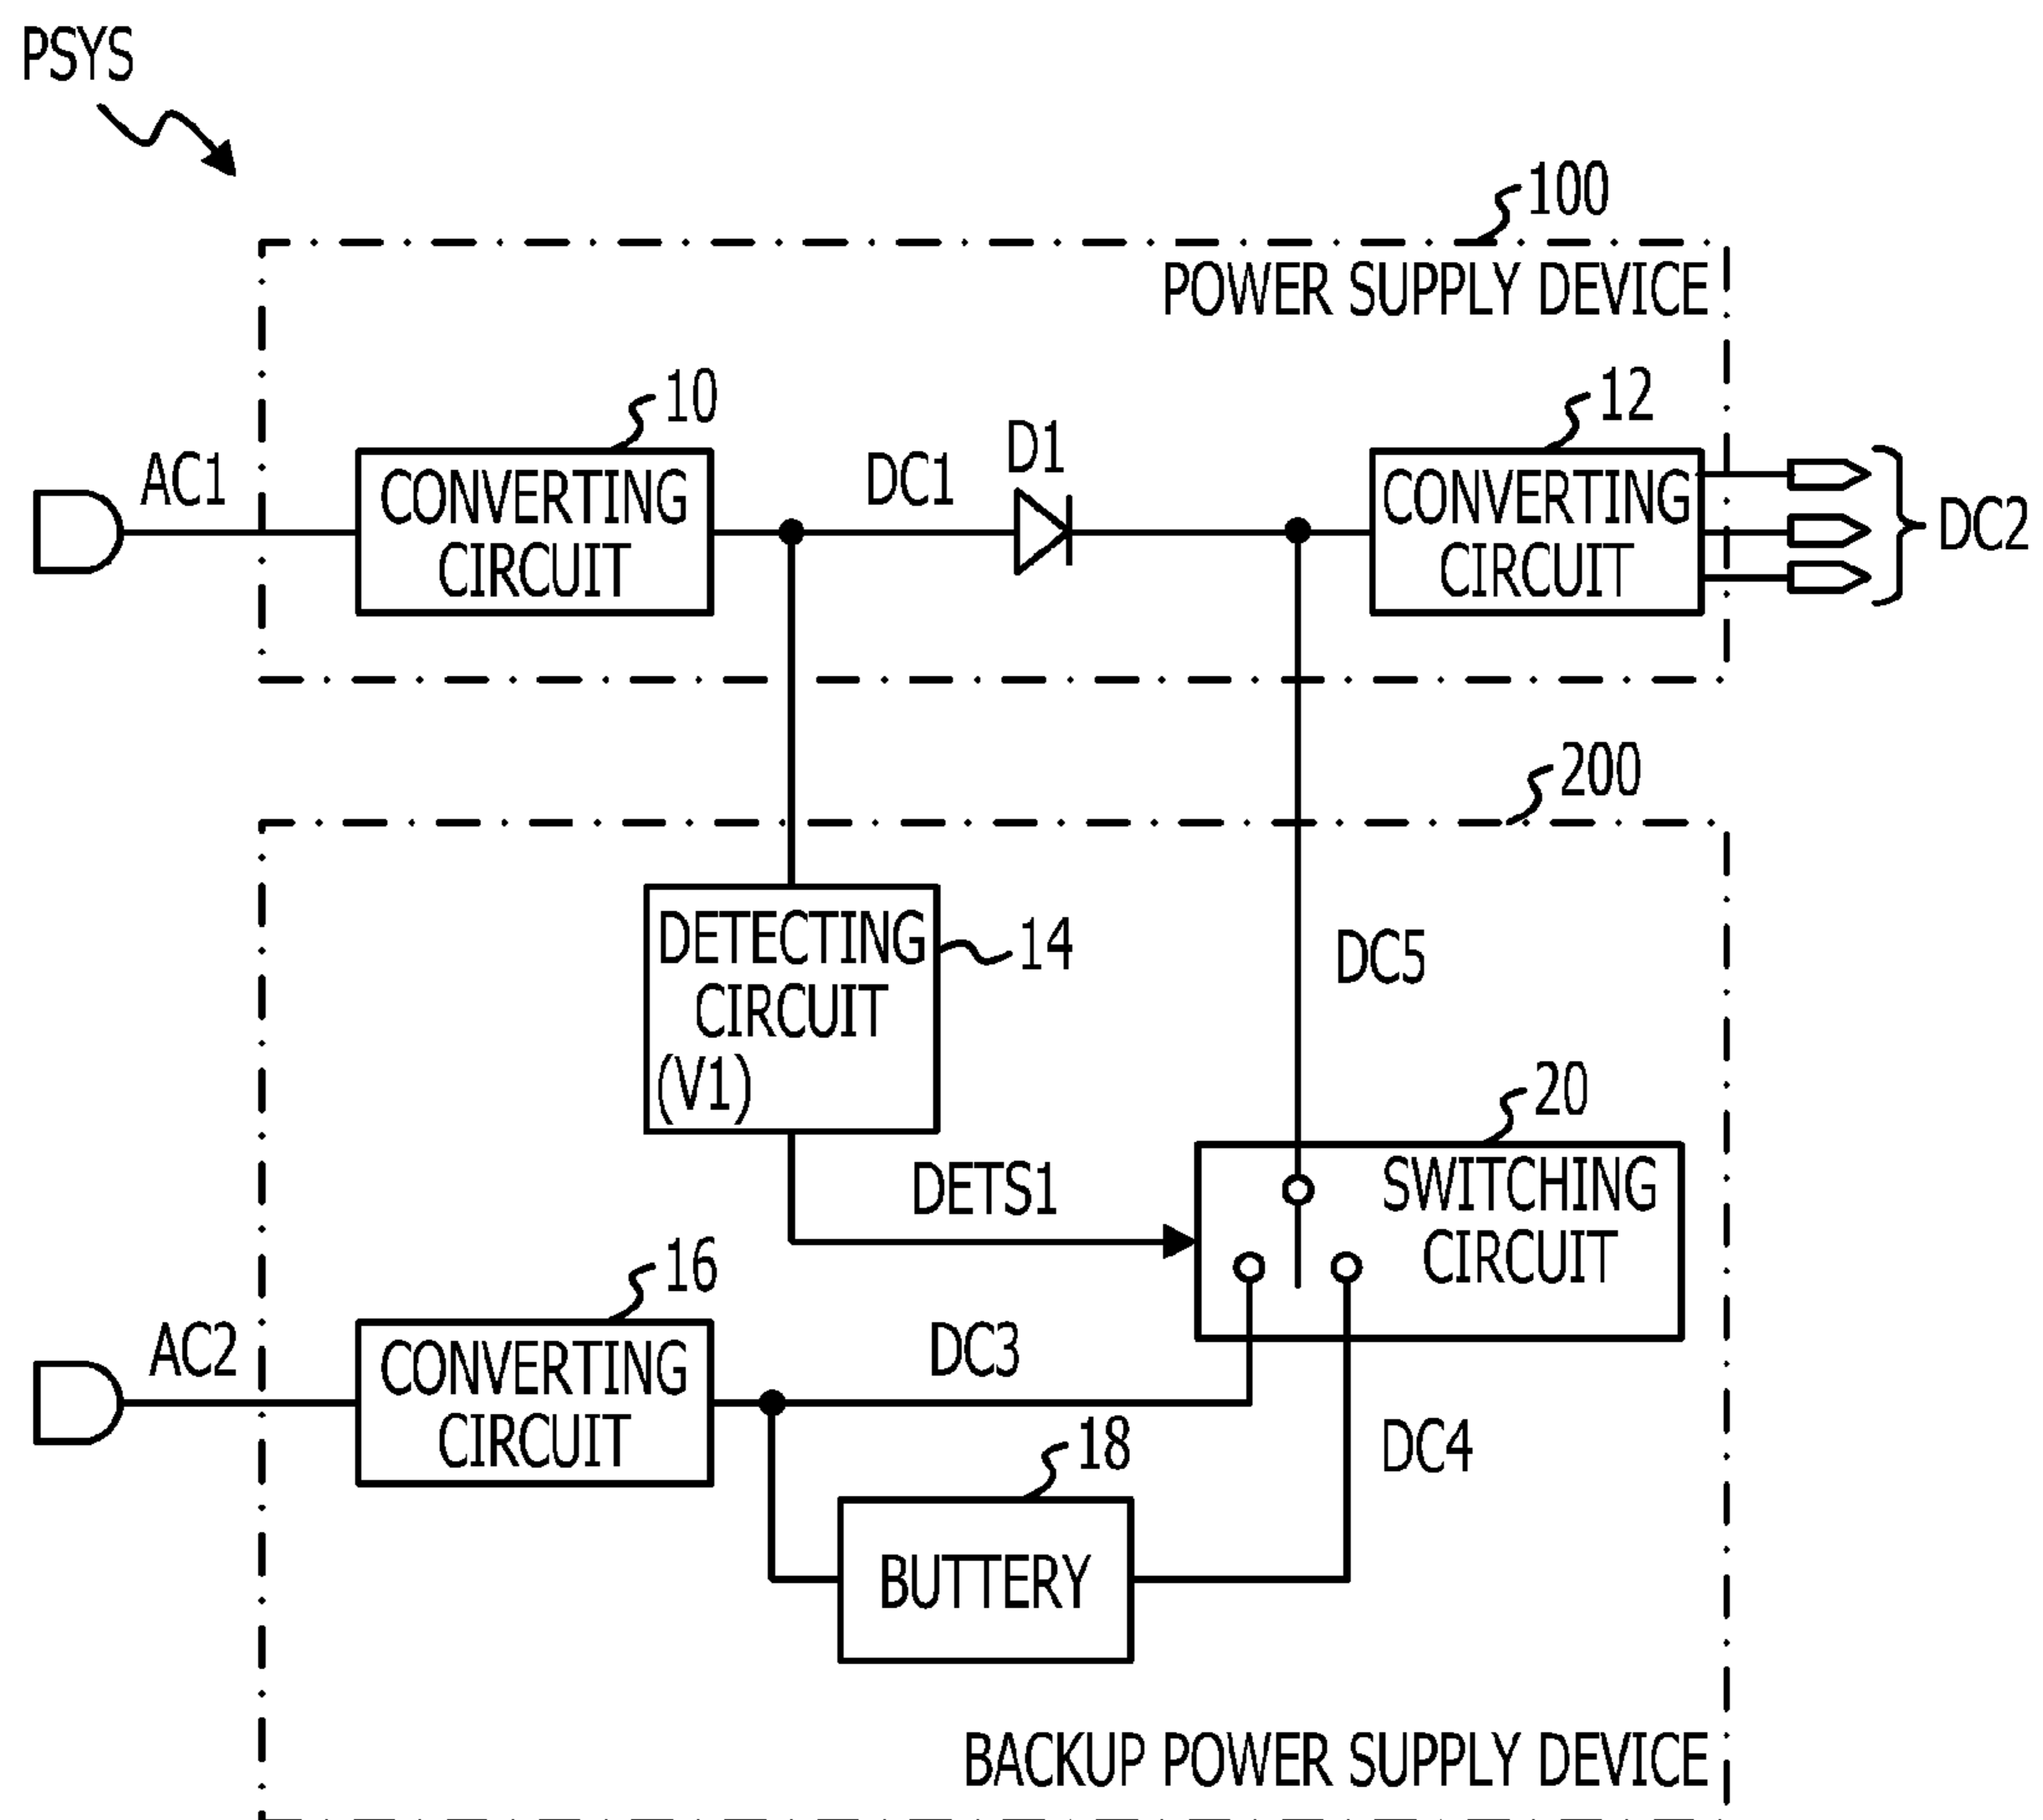 PSYS
100
POWER SUPPLY DEVICE
10
12
AC1
CONVERTING
CIRCUIT
DC1
D1
CONVERTING
CIRCUIT
DC2
200
DETECTING
CIRCUIT
(V1)
14
DC5
20
SWITCHING
CIRCUIT
DETS1
16
AC2
CONVERTING
CIRCUIT
DC3
18
DC4
BUTTERY
BACKUP POWER SUPPLY DEVICE